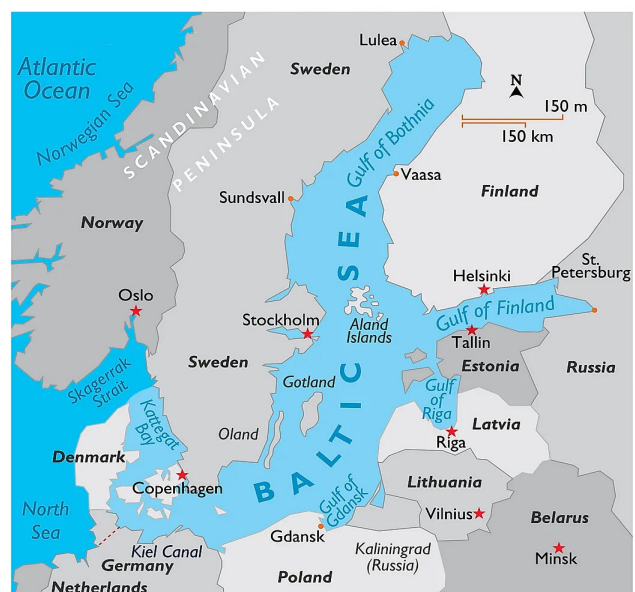 Lulea
Sweden
Atlantic
Ocean
Norwegian Sea
SCANDINAVIAN
PENINSULA
N
150 m
150 km
Gulf of Bothnia
Vaasa
Finland
Sundsvall
Norway
BALTIC SEA
St.
Petersburg
Helsinki
Oslo
Gulf of Finland
Stockholm
Aland
Islands
Tallin
Skagerrak
Strait
Sweden
Estonia
Russia
Gotland
Gulf
of
Riga
Kattegat
Bay
Oland
Latvia
Riga
Denmark
Copenhagen
Lithuania
Gulf of
Gdansk
North
Sea
Vilnius
Belarus
Gdansk
Kiel Canal
Kaliningrad
(Russia)
Minsk
Germany
Poland
Netherlands